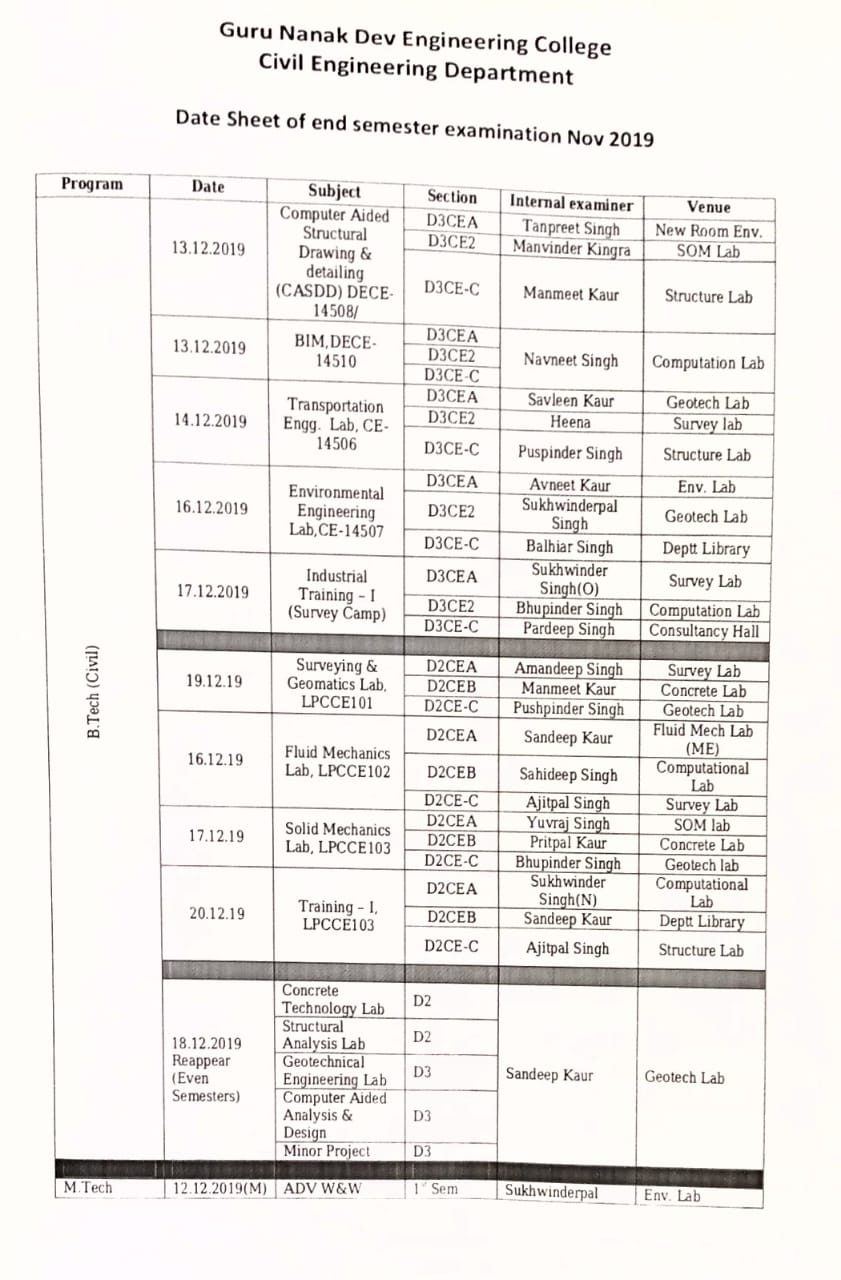 Guru Nanak Dev Engineering College
Civil Engineering Department
Date Sheet of end semester examination Nov 2019
Program Date Subject Section Internal examiner Venue
B.Tech (Civil)
13.12.2019
Computer Aided
Structural
Drawing &
detailing
(CASDD) DECE-
14508/
D3CEA Tanpreet Singh New Room Env.
D3CE2 Manvinder Kingra SOM Lab
D3CE-C Manmeet Kaur Structure Lab
13.12.2019
BIM,DECE-
14510
D3CEA
D3CE2
D3CE-C
Navneet Singh Computation Lab
14.12.2019
Transportation
Engg. Lab, CE-
14506
D3CEA Savleen Kaur Geotech Lab
D3CE2 Heena Survey lab
D3CE-C Puspinder Singh Structure Lab
16.12.2019
Environmental
Engineering
Lab,CE-14507
D3CEA Avneet Kaur Env. Lab
D3CE2
Sukhwinderpal
Singh
Geotech Lab
D3CE-C Balhiar Singh Deptt Library
17.12.2019
Industrial
Training – I
(Survey Camp)
D3CEA
Sukhwinder
Singh(O)
Survey Lab
D3CE2 Bhupinder Singh Computation Lab
D3CE-C Pardeep Singh Consultancy Hall
19.12.19
Surveying &
Geomatics Lab,
LPCCE101
D2CEA Amandeep Singh Survey Lab
D2CEB Manmeet Kaur Concrete Lab
D2CE-C Pushpinder Singh Geotech Lab
16.12.19
Fluid Mechanics
Lab, LPCCE102
D2CEA Sandeep Kaur
Fluid Mech Lab
(ME)
D2CEB Sahideep Singh
Computational
Lab
D2CE-C Ajitpal Singh Survey Lab
17.12.19
Solid Mechanics
Lab, LPCCE103
D2CEA Yuvraj Singh SOM lab
D2CEB Pritpal Kaur Concrete Lab
D2CE-C Bhupinder Singh Geotech lab
20.12.19
Training – I,
LPCCE103
D2CEA
Sukhwinder
Singh(N)
Computational
Lab
D2CEB Sandeep Kaur Deptt Library
D2CE-C Ajitpal Singh Structure Lab
18.12.2019
Reappear
(Even
Semesters)
Concrete
Technology Lab
D2
Structural
Analysis Lab
D2
Geotechnical
Engineering Lab
D3
Computer Aided
Analysis &
Design
D3
Minor Project D3
Sandeep Kaur Geotech Lab
M.Tech 12.12.2019(M) ADV W&W 1st Sem Sukhwinderpal Env. Lab